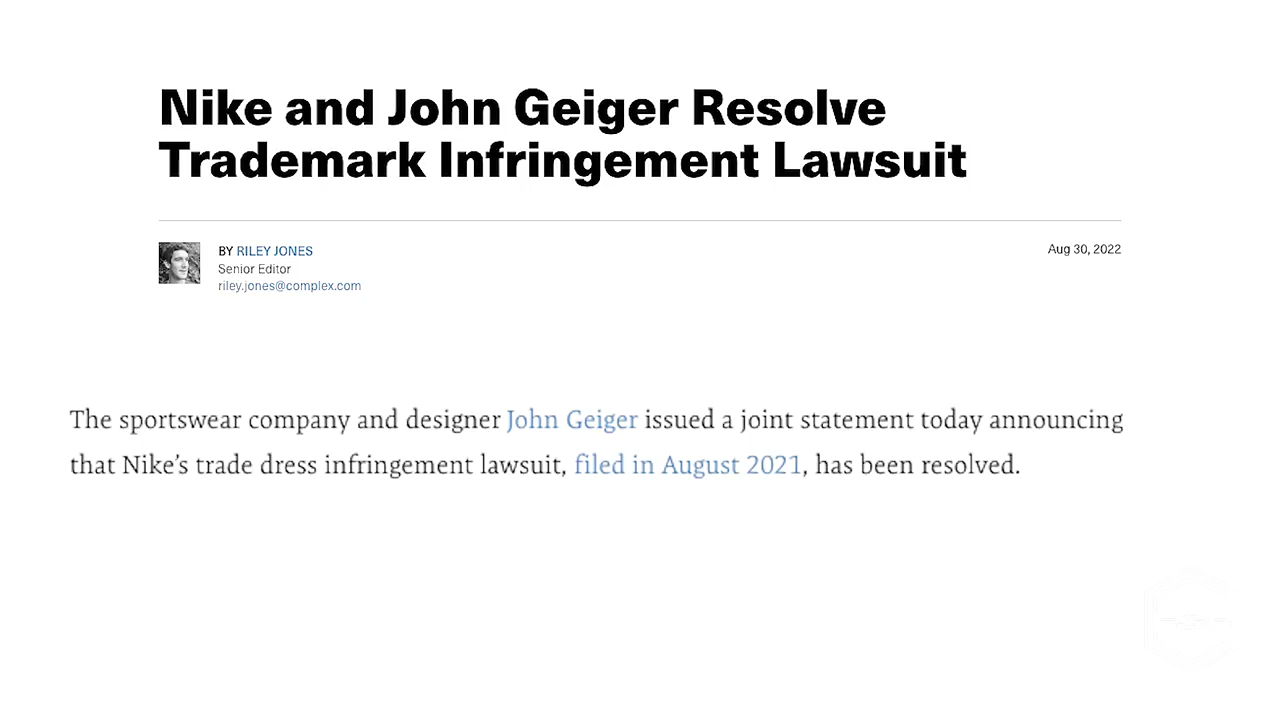 Nike and John Geiger Resolve
Trademark Infringement Lawsuit
BY RILEY JONES
Aug 30, 2022
Senior Editor
riley.jones@complex.com
The sportswear company and designer John Geiger issued a joint statement today announcing
that Nike’s trade dress infringement lawsuit, filed in August 2021, has been resolved.